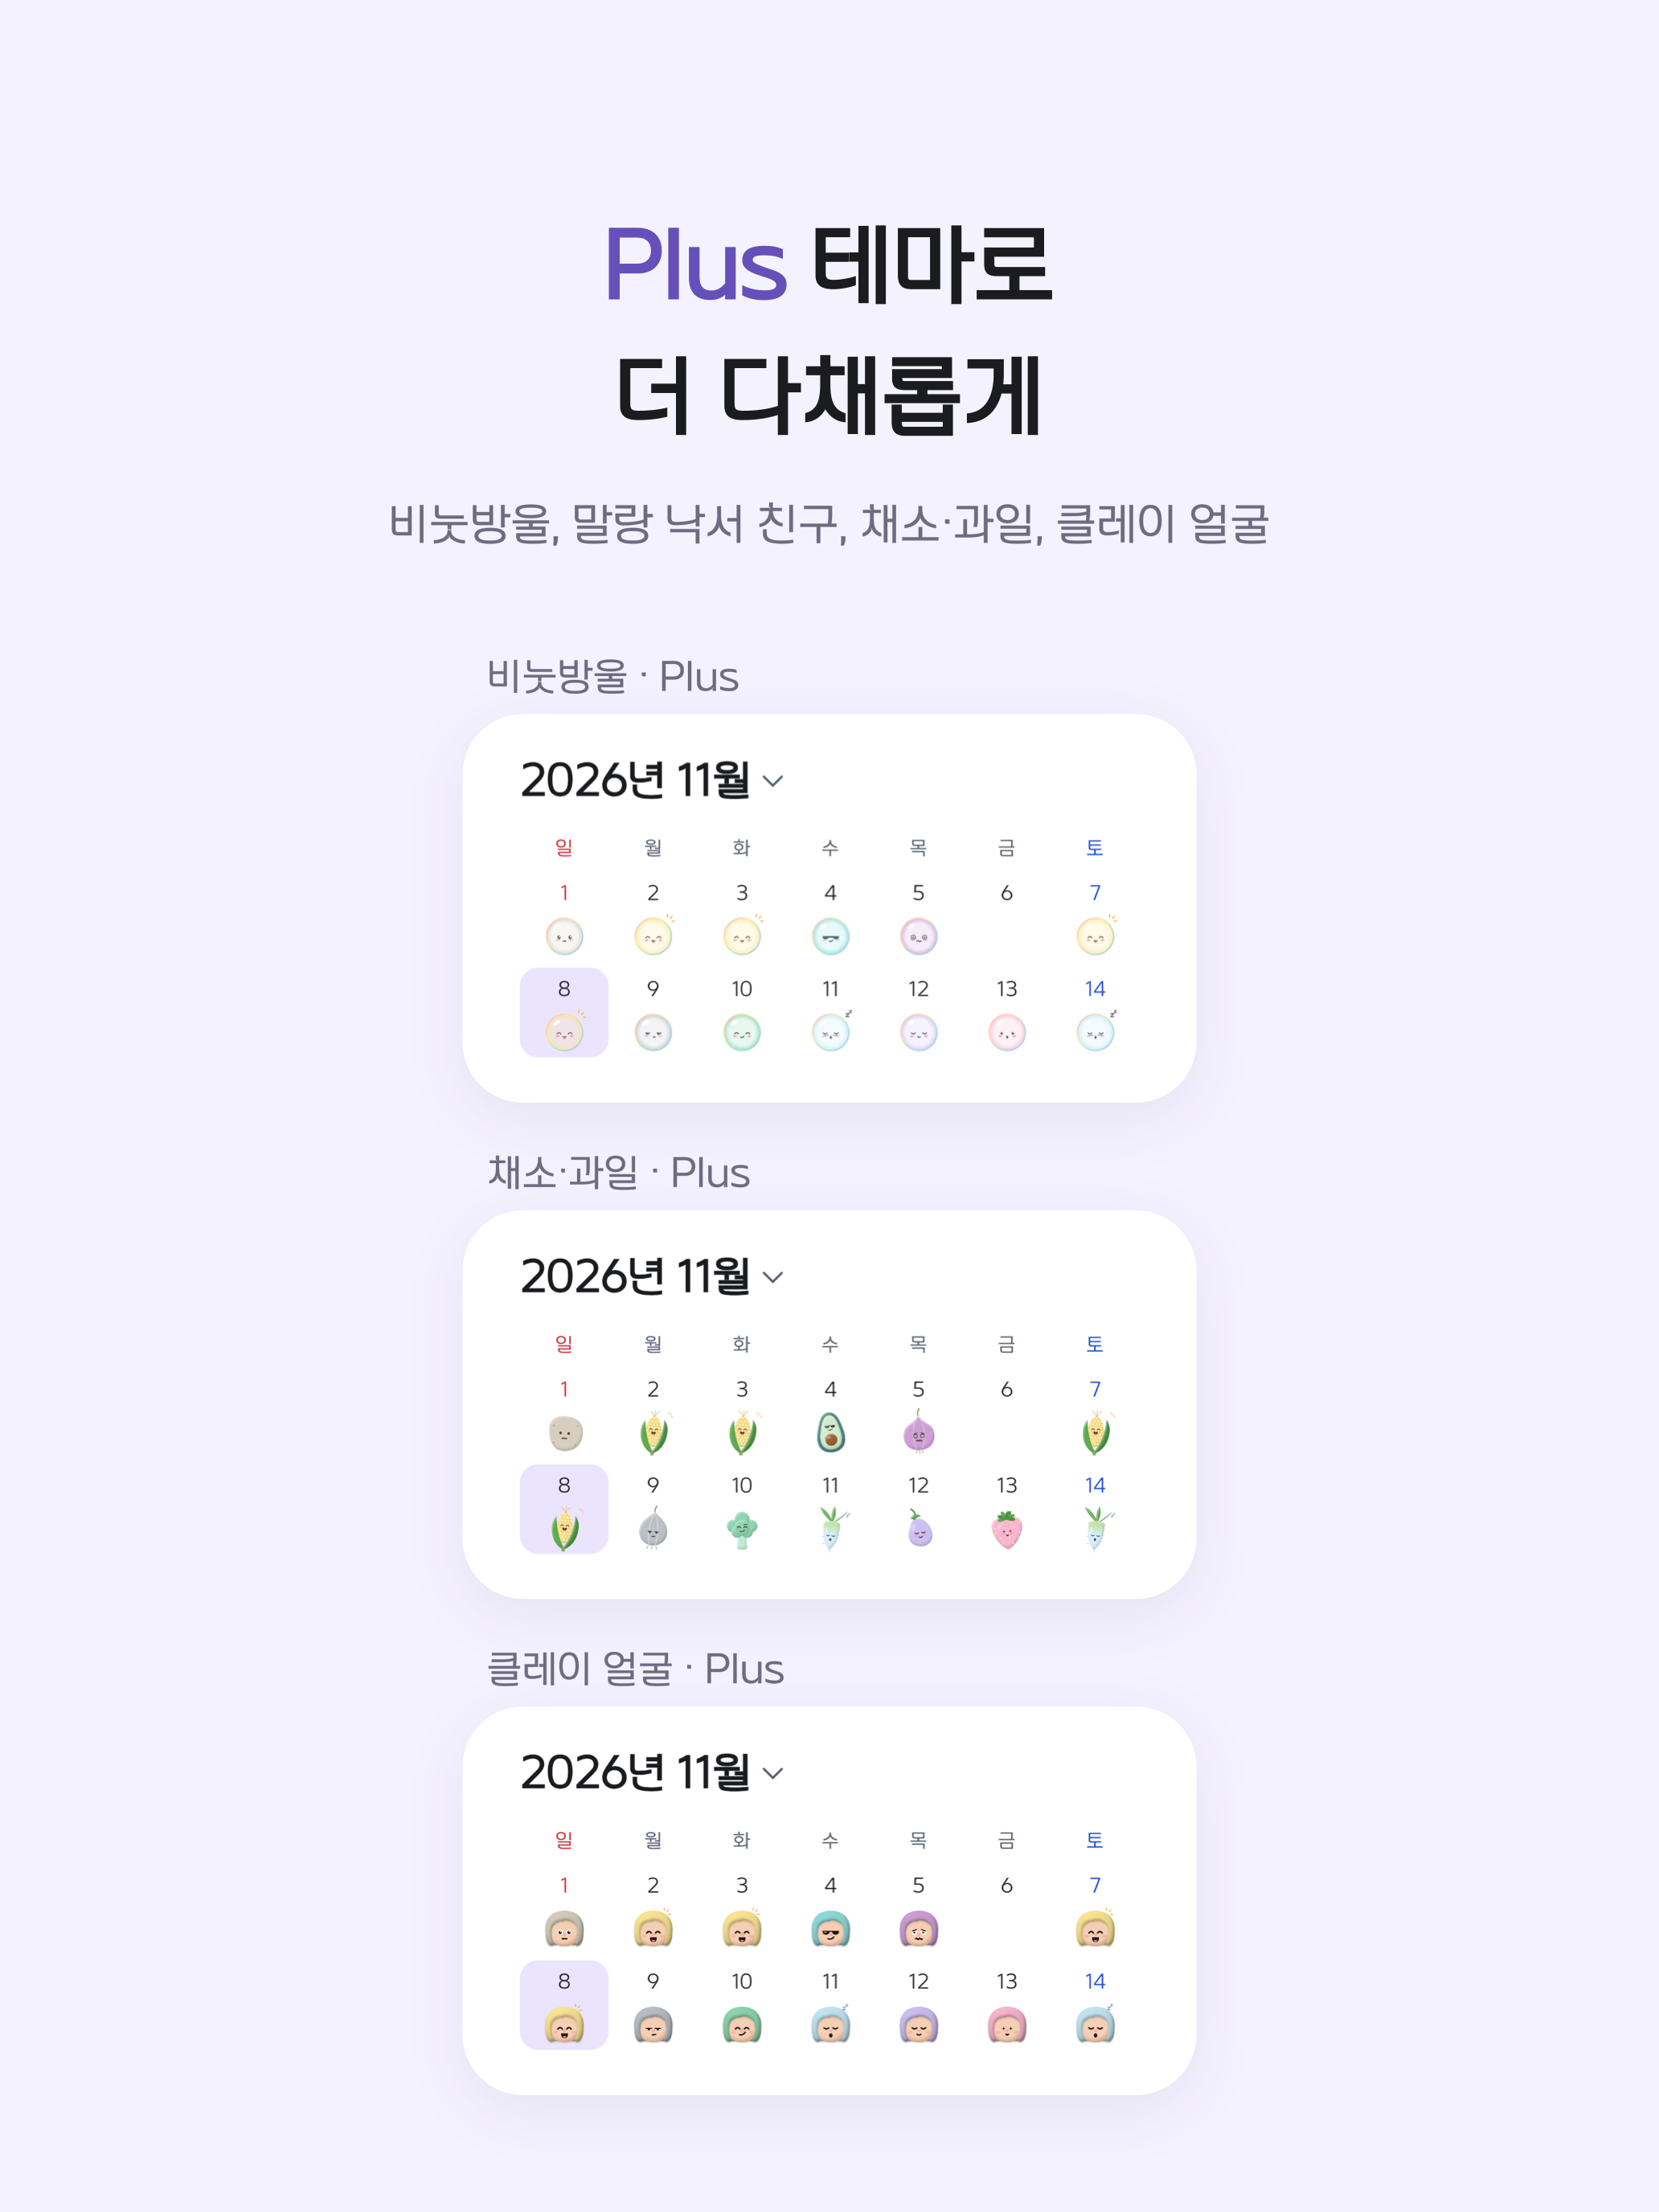 Plus 테마로
더 다채롭게
비눗방울, 말랑 낙서 친구, 채소·과일, 클레이 얼굴
비눗방울 · Plus
2026년 11월
일 월 화 수 목 금 토
1 2 3 4 5 6 7
8 9 10 11 12 13 14
채소·과일 · Plus
2026년 11월
일 월 화 수 목 금 토
1 2 3 4 5 6 7
8 9 10 11 12 13 14
클레이 얼굴 · Plus
2026년 11월
일 월 화 수 목 금 토
1 2 3 4 5 6 7
8 9 10 11 12 13 14